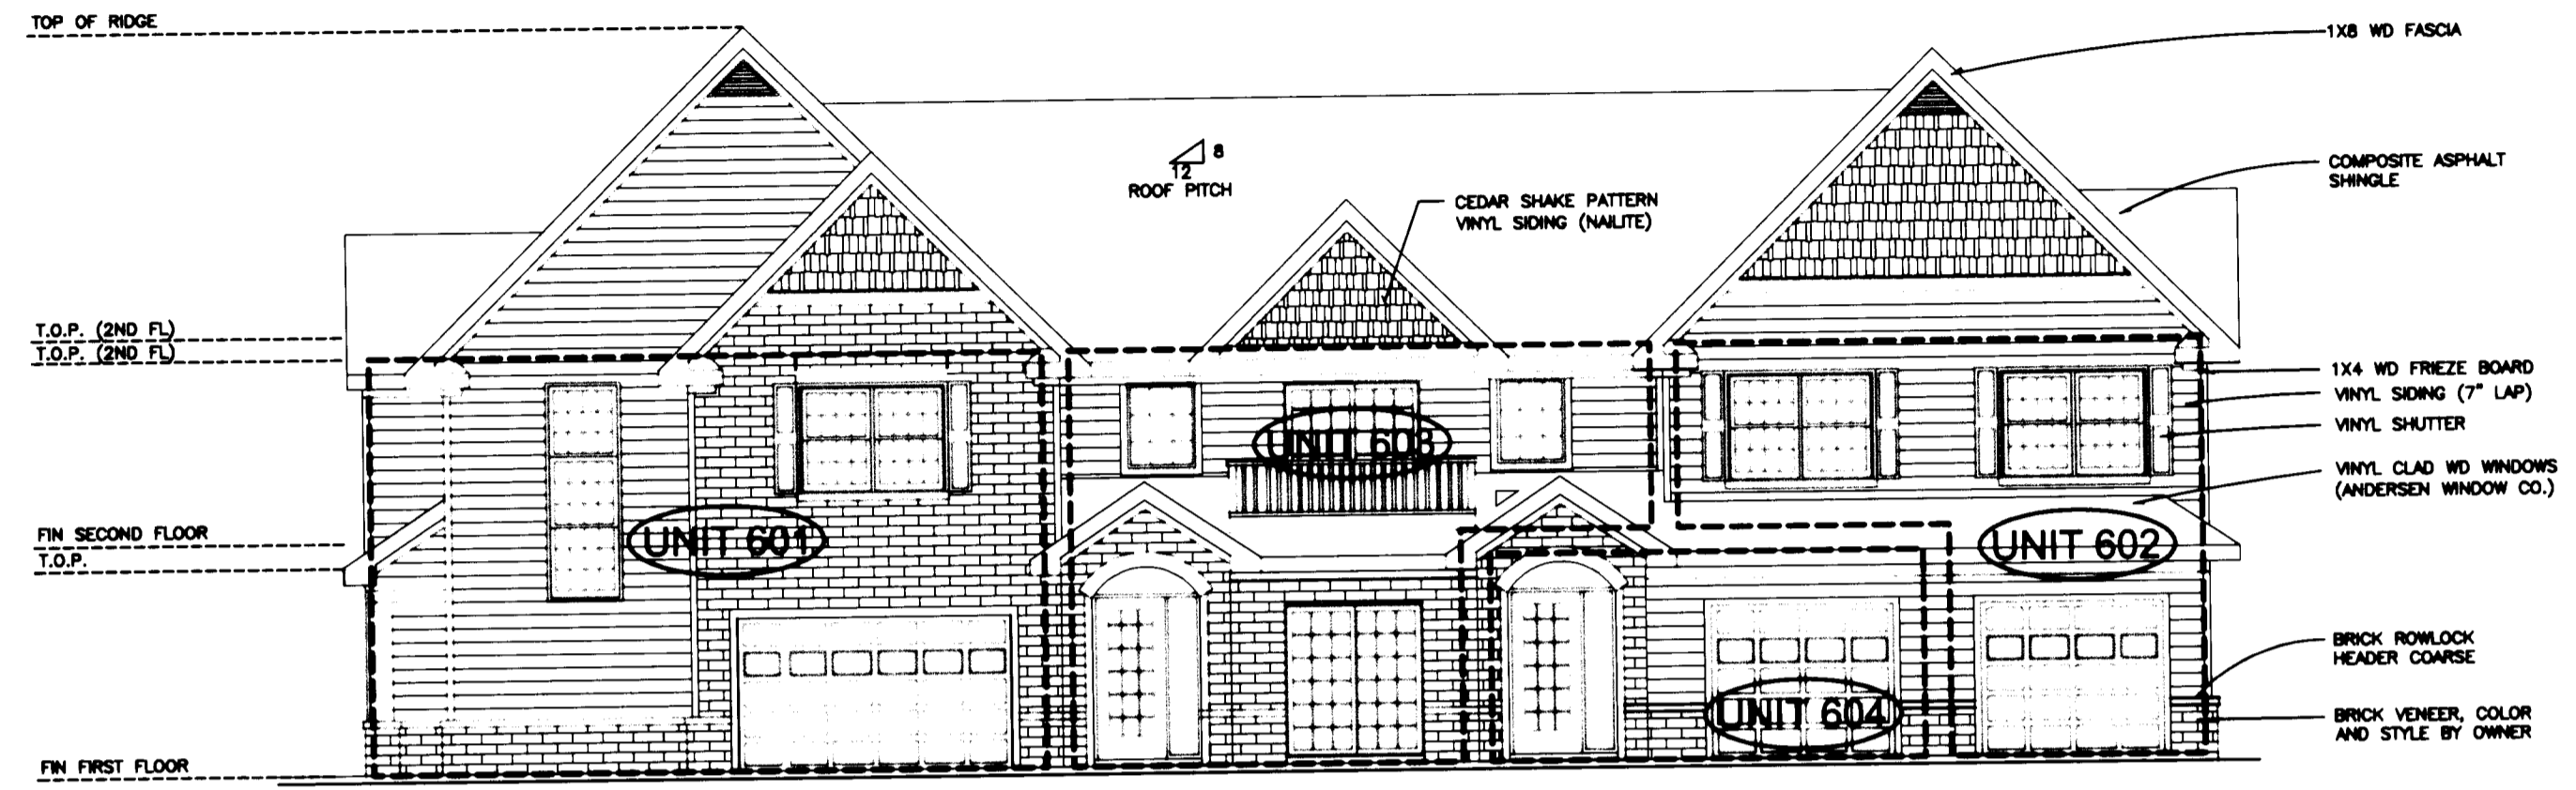 TOP OF RIDGE
1X8 WD FASCIA
8
12
ROOF PITCH
CEDAR SHAKE PATTERN
VINYL SIDING (NAILITE)
COMPOSITE ASPHALT
SHINGLE
T.O.P. (2ND FL)
T.O.P. (2ND FL)
1X4 WD FRIEZE BOARD
VINYL SIDING (7" LAP)
VINYL SHUTTER
VINYL CLAD WD WINDOWS
(ANDERSEN WINDOW CO.)
UNIT 603
FIN SECOND FLOOR
T.O.P.
UNIT 601
UNIT 602
BRICK ROWLOCK
HEADER COARSE
UNIT 604
BRICK VENEER, COLOR
AND STYLE BY OWNER
FIN FIRST FLOOR